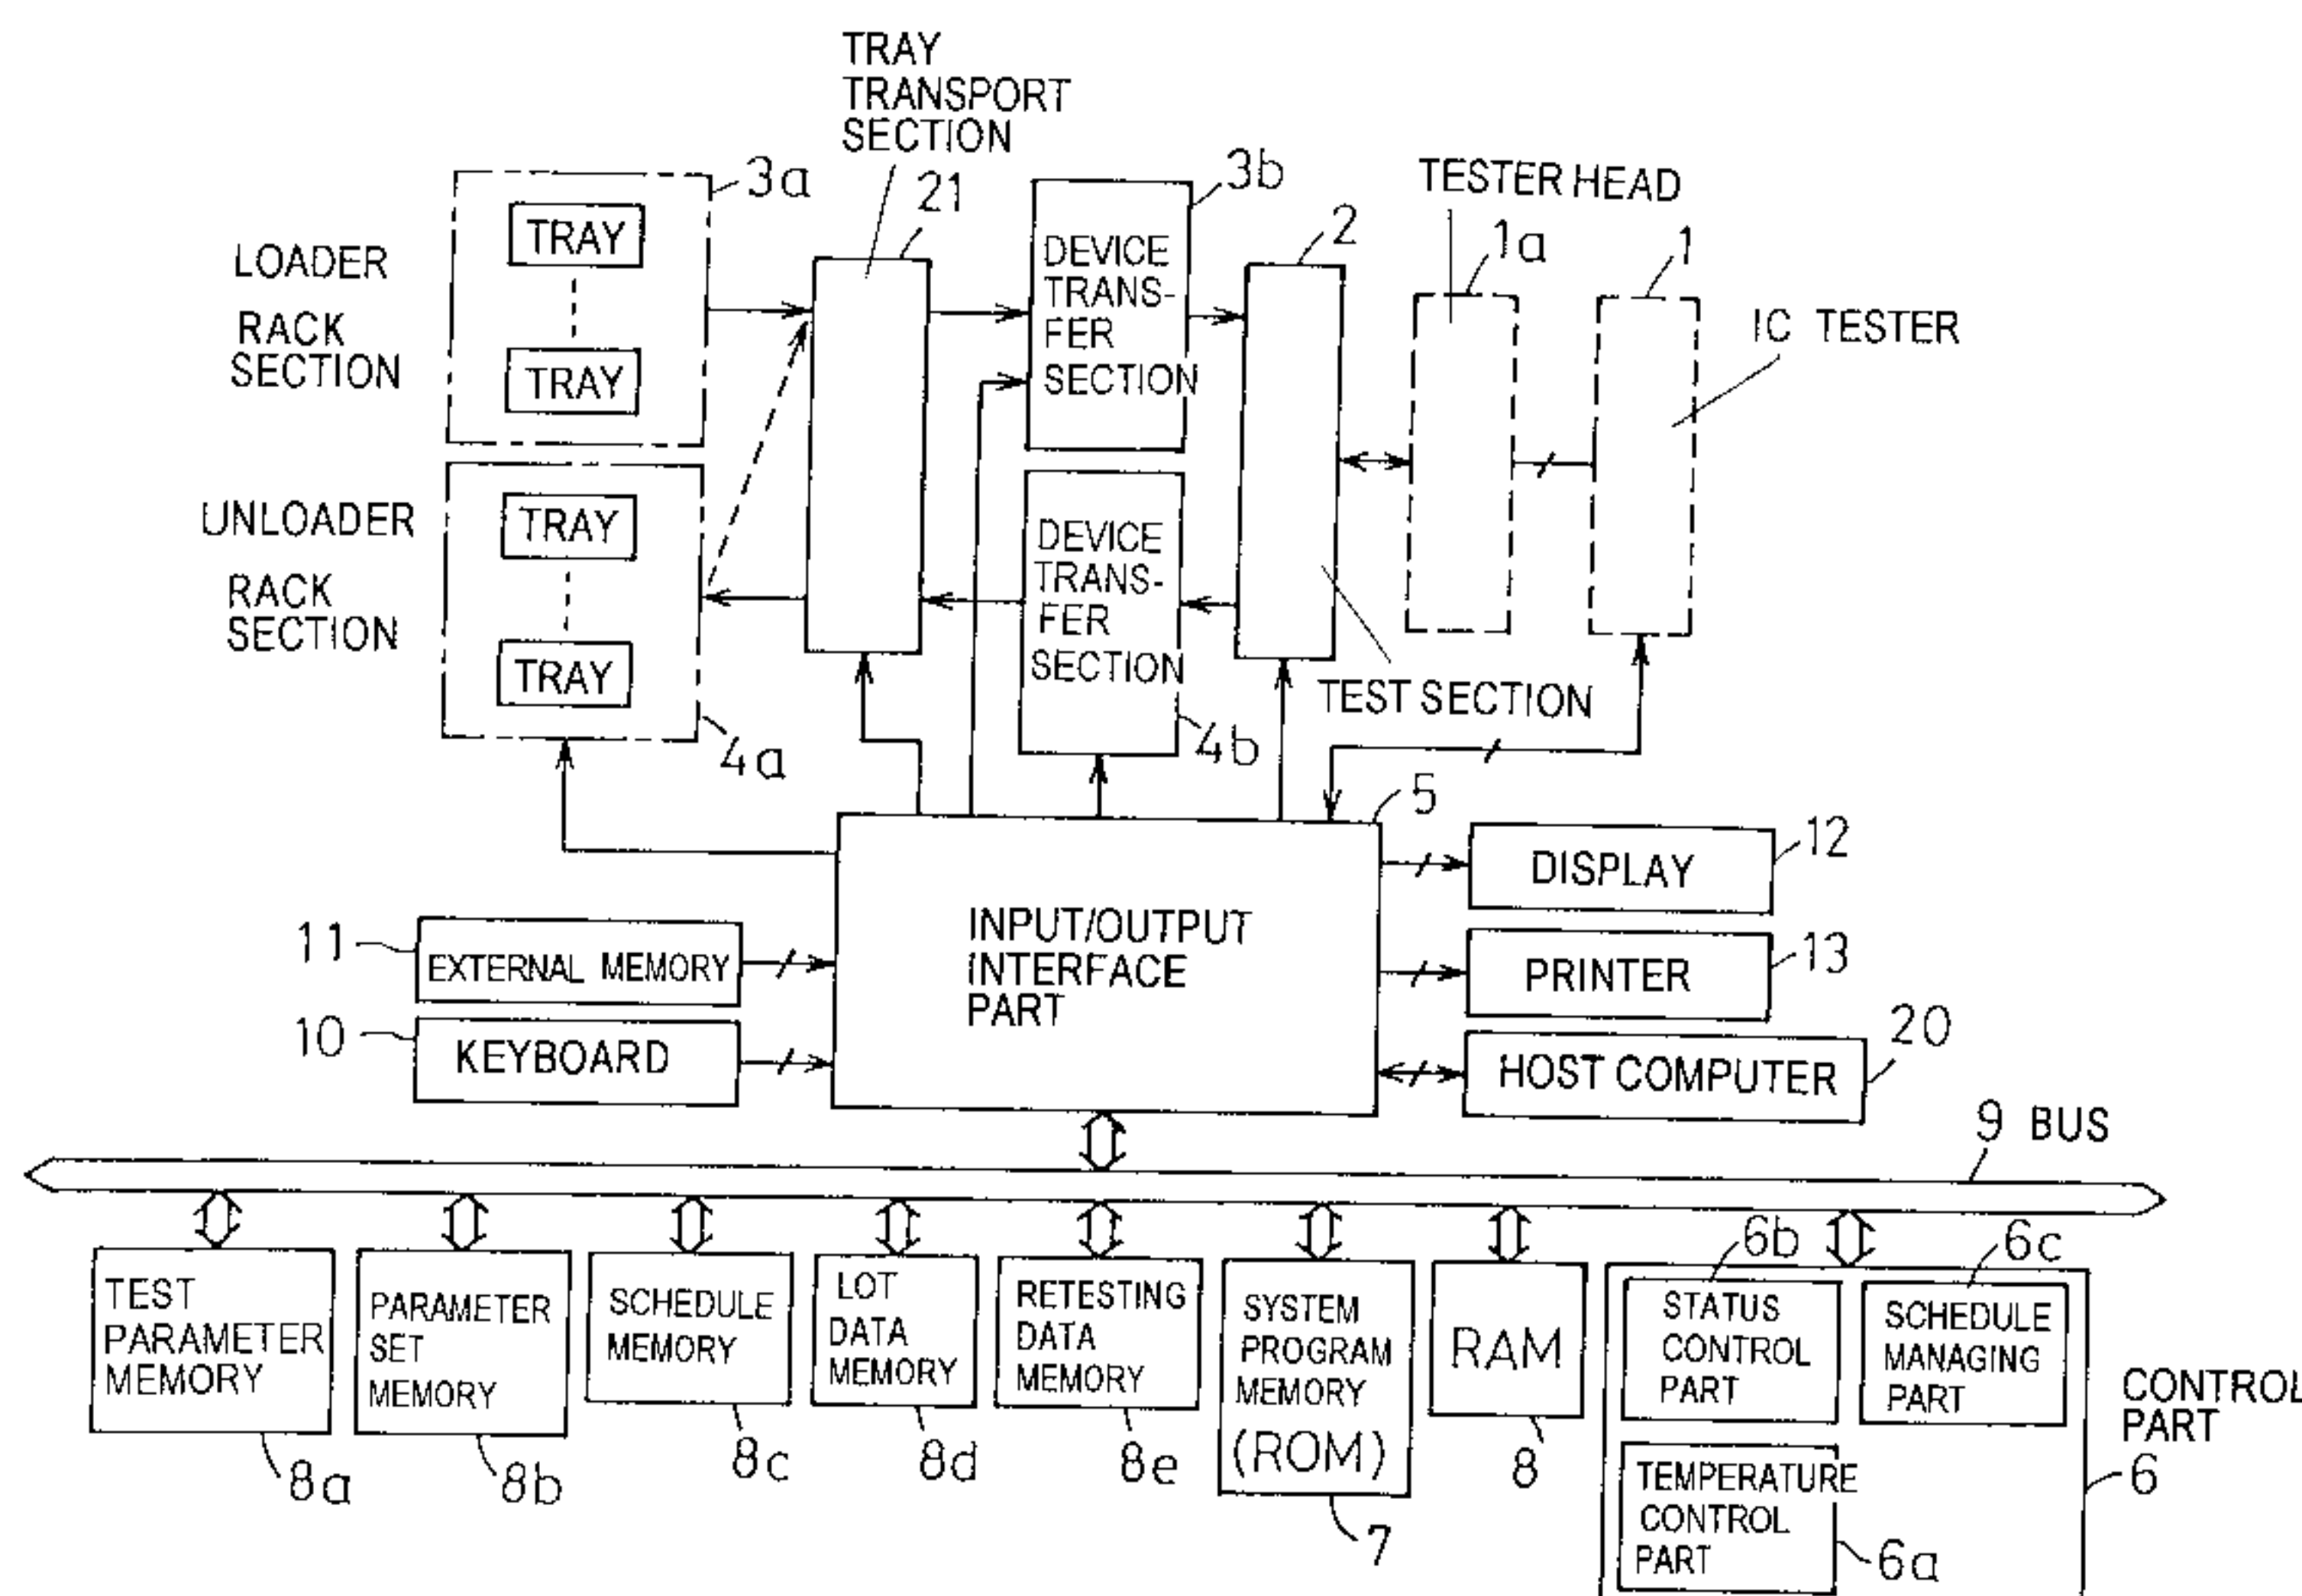 TRAY
TRANSPORT
SECTION
3a
21
3b
TESTER HEAD
2
1a
1
LOADER
RACK
SECTION
TRAY
TRAY
DEVICE
TRANS-
FER
SECTION
IC TESTER
UNLOADER
RACK
SECTION
TRAY
TRAY
DEVICE
TRANS-
FER
SECTION
TEST SECTION
4a
4b
5
INPUT/OUTPUT
INTERFACE
PART
DISPLAY
12
11
EXTERNAL MEMORY
PRINTER
13
10
KEYBOARD
HOST COMPUTER
20
9 BUS
TEST
PARAMETER
MEMORY
8a
PARAMETER
SET
MEMORY
8b
SCHEDULE
MEMORY
8c
LOT
DATA
MEMORY
8d
RETESTING
DATA
MEMORY
8e
SYSTEM
PROGRAM
MEMORY
(ROM)
7
RAM
8
6b
STATUS
CONTROL
PART
6c
SCHEDULE
MANAGING
PART
CONTROL
PART
6
TEMPERATURE
CONTROL
PART
6a